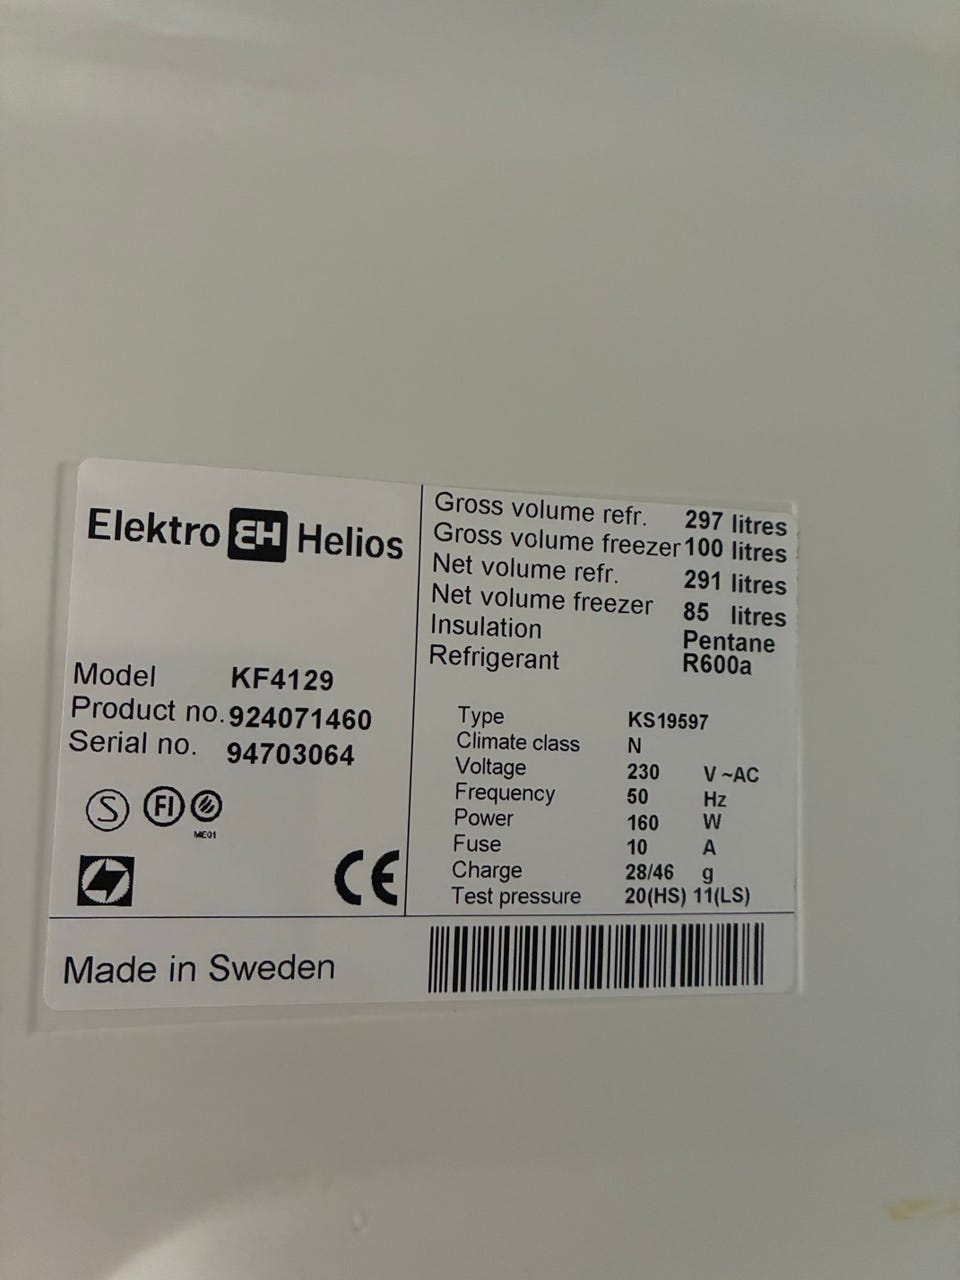 Elektro EH Helios
Model KF4129
Product no. 924071460
Serial no. 94703064
S FI
ME01
CE
Gross volume refr. 297 litres
Gross volume freezer 100 litres
Net volume refr. 291 litres
Net volume freezer 85 litres
Insulation Pentane
Refrigerant R600a
Type KS19597
Climate class N
Voltage 230 V ~AC
Frequency 50 Hz
Power 160 W
Fuse 10 A
Charge 28/46 g
Test pressure 20(HS) 11(LS)
Made in Sweden